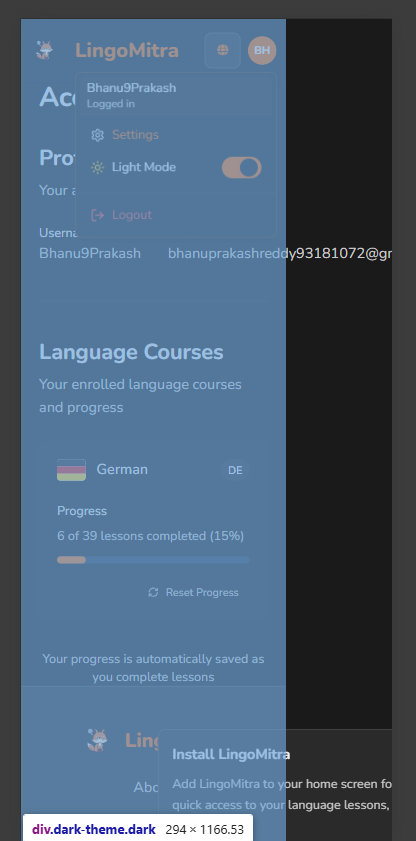 LingoMitra
BH
Acc
Bhanu9Prakash
Logged in
Settings
Light Mode
Logout
Prof
Your a
Userna
Bhanu9Prakash bhanuprakashreddy93181072@gr
Language Courses
Your enrolled language courses
and progress
German DE
Progress
6 of 39 lessons completed (15%)
Reset Progress
Your progress is automatically saved as
you complete lessons
Ling
Abo
Install LingoMitra
Add LingoMitra to your home screen fo
quick access to your language lessons,
div.dark-theme.dark 294 × 1166.53